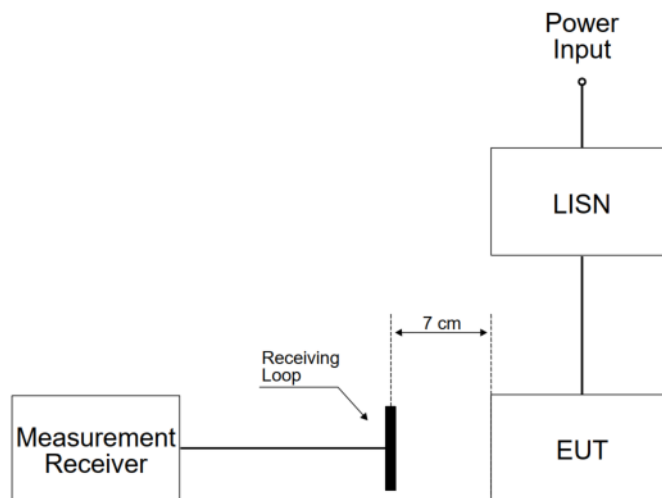 Power
Input
LISN
7 cm
Receiving
Loop
Measurement
Receiver
EUT